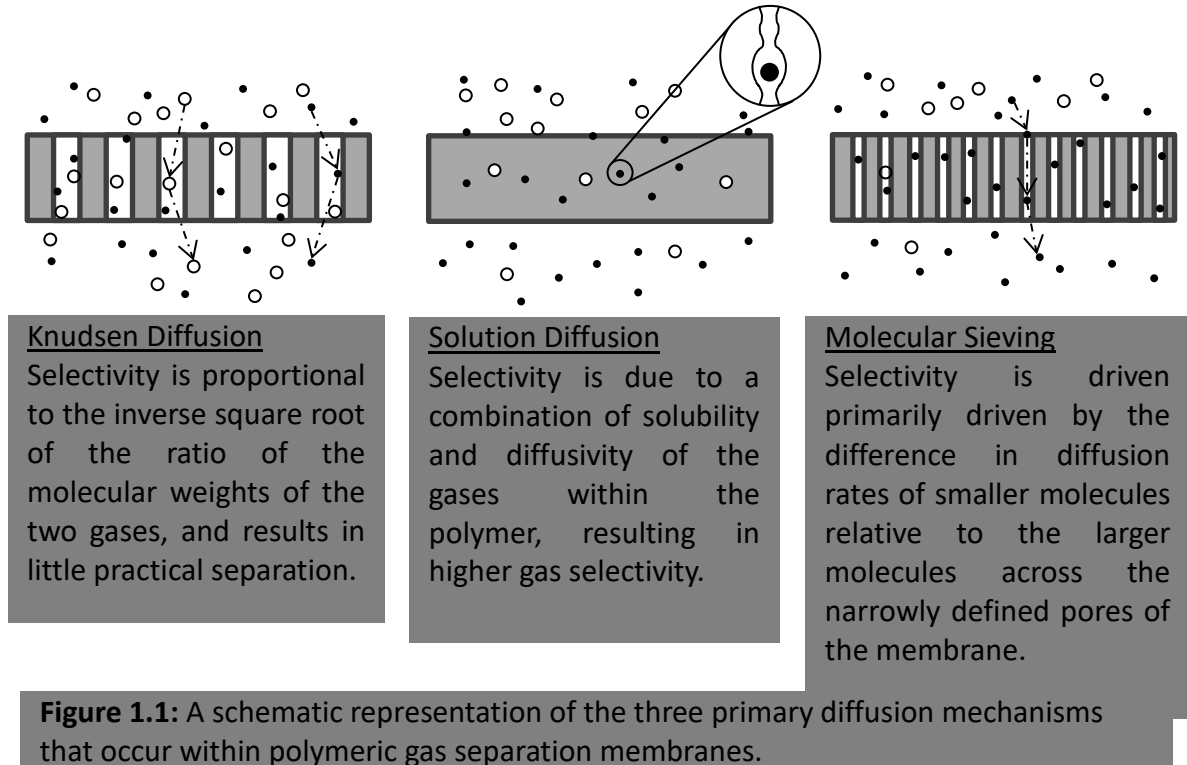 Knudsen Diffusion
Selectivity is proportional
to the inverse square root
of the ratio of the
molecular weights of the
two gases, and results in
little practical separation.
Solution Diffusion
Selectivity is due to a
combination of solubility
and diffusivity of the
gases within the
polymer, resulting in
higher gas selectivity.
Molecular Sieving
Selectivity is driven
primarily driven by the
difference in diffusion
rates of smaller molecules
relative to the larger
molecules across the
narrowly defined pores of
the membrane.
Figure 1.1: A schematic representation of the three primary diffusion mechanisms
that occur within polymeric gas separation membranes.